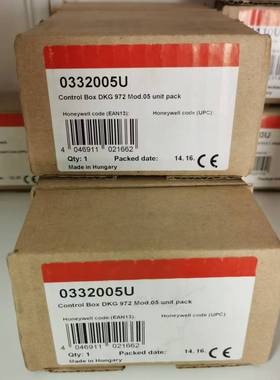 0332005U
Control Box DKG 972 Mod.05 unit pack
Honeywell code (EAN13): Honeywell code (UPC):
4 046911 021662
Qty: 1 Packed date: 14. 16.
Made in Hungary
0332005U
Control Box DKG 972 Mod.05 unit pack
Honeywell code (EAN13): Honeywell code (UPC):
4 046911 021662
Qty: 1 Packed date: 14. 16.
Made in Hungary